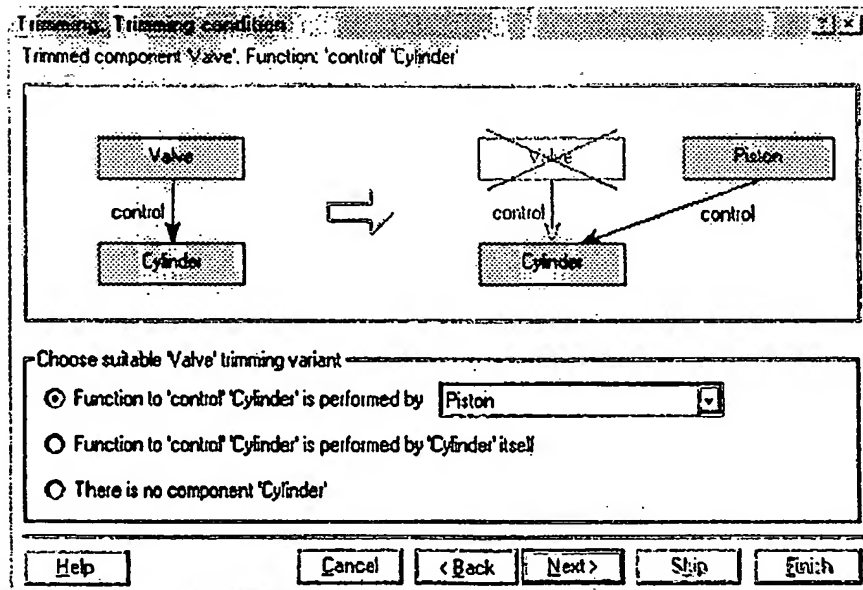 Trimming. Trimming condition
? ×
Trimmed component 'Valve'. Function: 'control' 'Cylinder'
Valve
Valve
Piston
control
control
control
Cylinder
Cylinder
Choose suitable 'Valve' trimming variant
Function to 'control' 'Cylinder' is performed by Piston
Function to 'control' 'Cylinder' is performed by 'Cylinder' itself
There is no component 'Cylinder'
Help Cancel < Back Next > Skip Finish